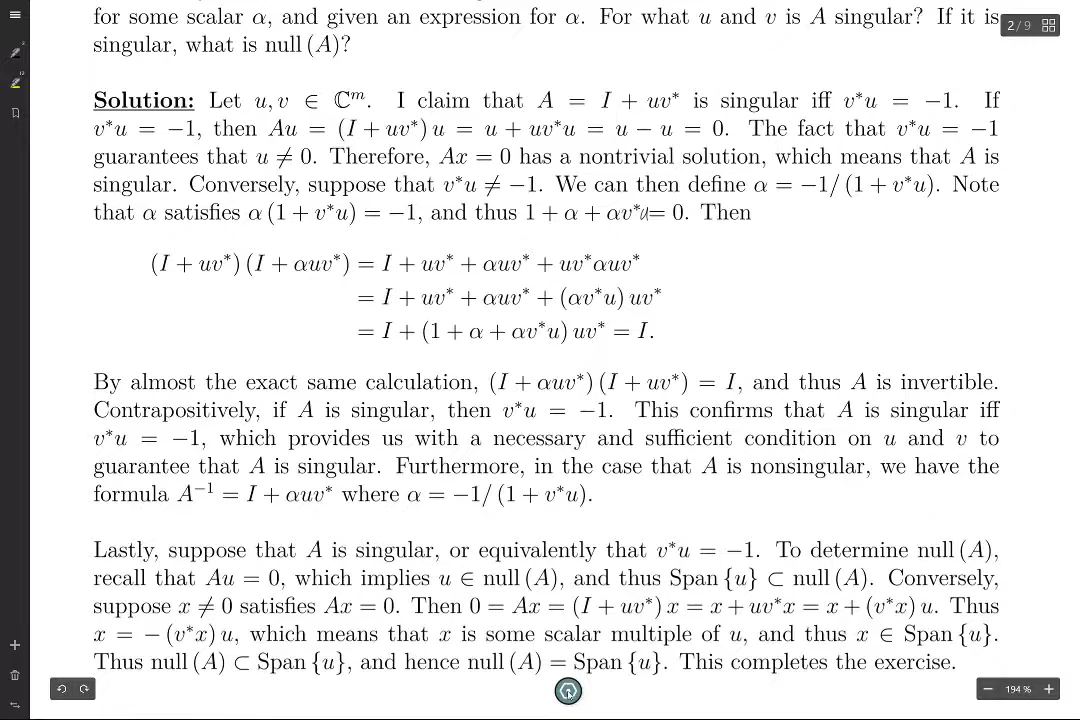 for some scalar α, and given an expression for α. For what u and v is A singular? If it is
singular, what is null (A)?
2/9
Solution: Let u, v ∈ ℂᵐ. I claim that A = I + uv* is singular iff v*u = −1. If
v*u = −1, then Au = (I + uv*) u = u + uv*u = u − u = 0. The fact that v*u = −1
guarantees that u ≠ 0. Therefore, Ax = 0 has a nontrivial solution, which means that A is
singular. Conversely, suppose that v*u ≠ −1. We can then define α = −1/ (1 + v*u). Note
that α satisfies α (1 + v*u) = −1, and thus 1 + α + αv*u = 0. Then
(I + uv*) (I + αuv*) = I + uv* + αuv* + uv*αuv*
= I + uv* + αuv* + (αv*u) uv*
= I + (1 + α + αv*u) uv* = I.
By almost the exact same calculation, (I + αuv*) (I + uv*) = I, and thus A is invertible.
Contrapositively, if A is singular, then v*u = −1. This confirms that A is singular iff
v*u = −1, which provides us with a necessary and sufficient condition on u and v to
guarantee that A is singular. Furthermore, in the case that A is nonsingular, we have the
formula A⁻¹ = I + αuv* where α = −1/ (1 + v*u).
Lastly, suppose that A is singular, or equivalently that v*u = −1. To determine null (A),
recall that Au = 0, which implies u ∈ null (A), and thus Span {u} ⊂ null (A). Conversely,
suppose x ≠ 0 satisfies Ax = 0. Then 0 = Ax = (I + uv*) x = x + uv*x = x + (v*x) u. Thus
x = − (v*x) u, which means that x is some scalar multiple of u, and thus x ∈ Span {u}.
Thus null (A) ⊂ Span {u}, and hence null (A) = Span {u}. This completes the exercise.
194 %